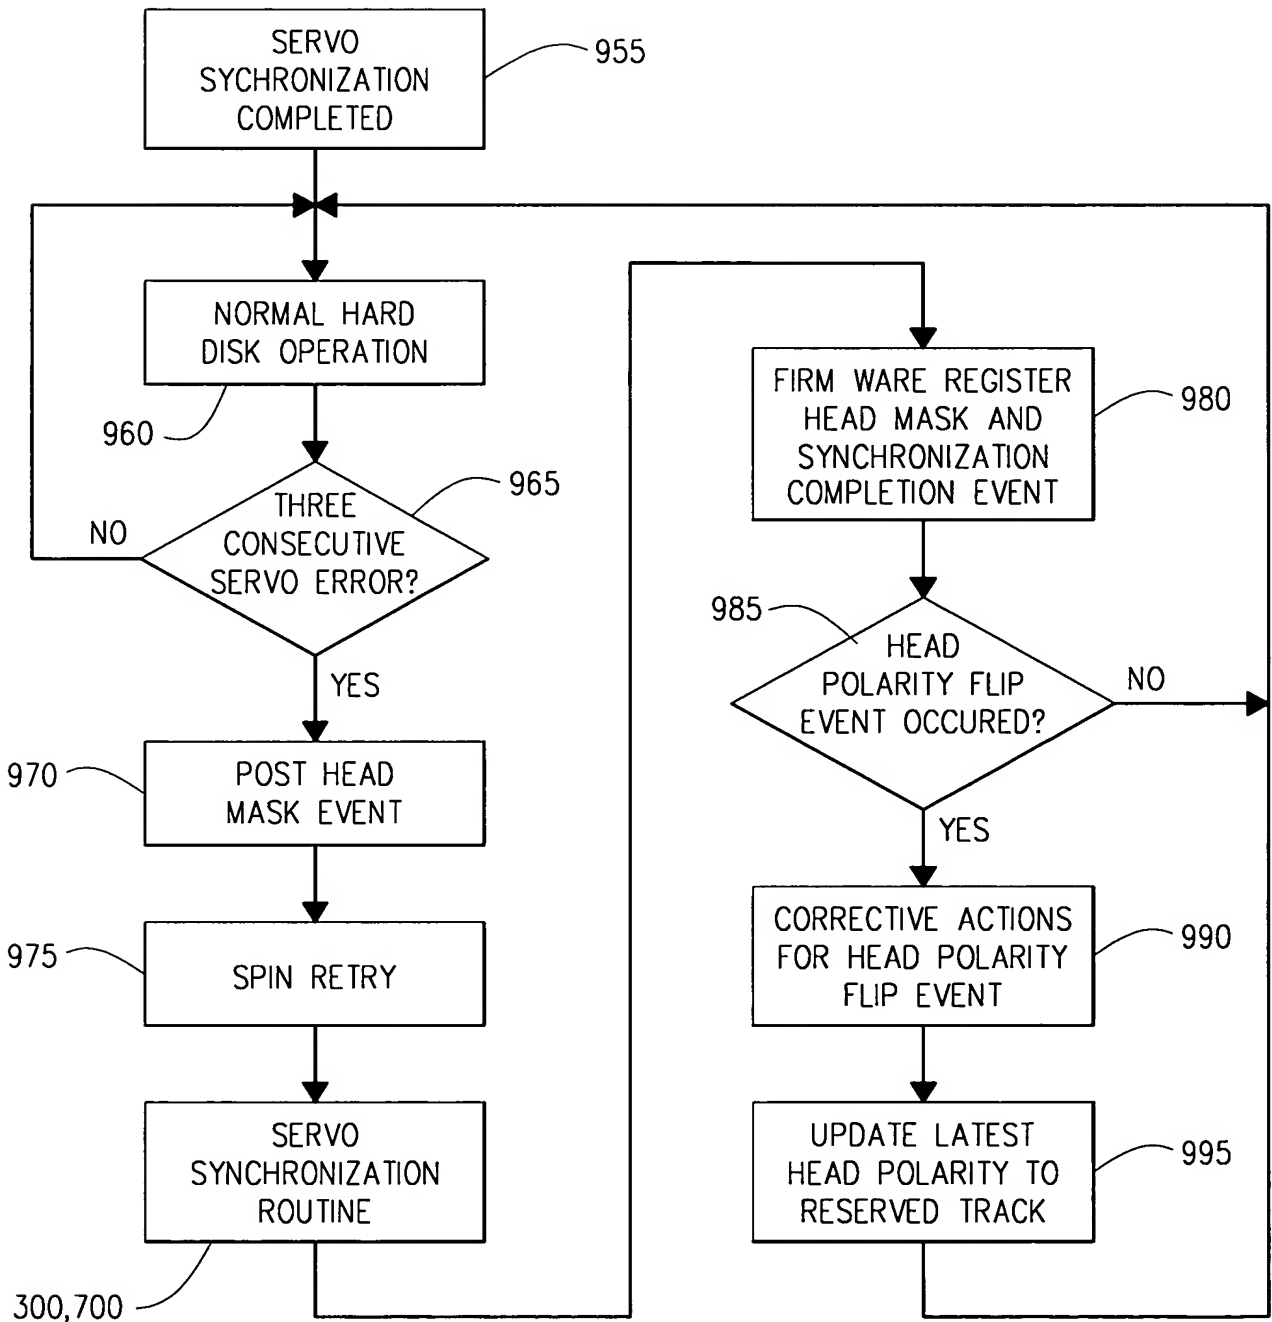 SERVO
SYCHRONIZATION
COMPLETED
955
NORMAL HARD
DISK OPERATION
960
THREE
CONSECUTIVE
SERVO ERROR?
965
NO
YES
POST HEAD
MASK EVENT
970
SPIN RETRY
975
SERVO
SYNCHRONIZATION
ROUTINE
300,700
FIRM WARE REGISTER
HEAD MASK AND
SYNCHRONIZATION
COMPLETION EVENT
980
985
HEAD
POLARITY FLIP
EVENT OCCURED?
NO
YES
CORRECTIVE ACTIONS
FOR HEAD POLARITY
FLIP EVENT
990
UPDATE LATEST
HEAD POLARITY TO
RESERVED TRACK
995